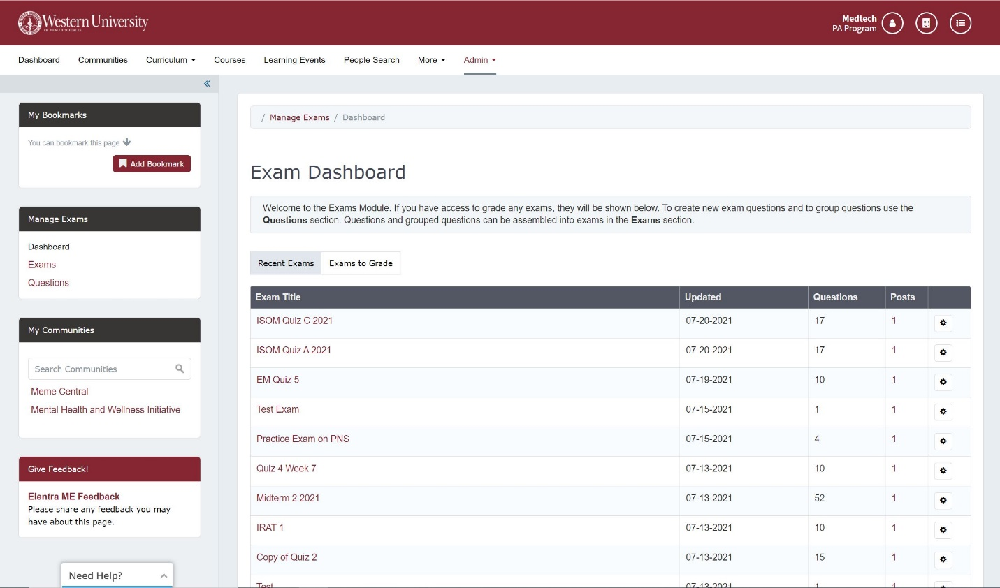 Western University
OF HEALTH SCIENCES
Medtech
PA Program
Dashboard Communities Curriculum Courses Learning Events People Search More Admin
«
My Bookmarks
You can bookmark this page
Add Bookmark
Manage Exams
Dashboard
Exams
Questions
My Communities
Search Communities
Meme Central
Mental Health and Wellness Initiative
Give Feedback!
Elentra ME Feedback
Please share any feedback you may
have about this page.
Need Help?
/ Manage Exams / Dashboard
Exam Dashboard
Welcome to the Exams Module. If you have access to grade any exams, they will be shown below. To create new exam questions and to group questions use the
Questions section. Questions and grouped questions can be assembled into exams in the Exams section.
Recent Exams Exams to Grade
Exam Title Updated Questions Posts
ISOM Quiz C 2021 07-20-2021 17 1
ISOM Quiz A 2021 07-20-2021 17 1
EM Quiz 5 07-19-2021 10 1
Test Exam 07-15-2021 1 1
Practice Exam on PNS 07-15-2021 4 1
Quiz 4 Week 7 07-13-2021 10 1
Midterm 2 2021 07-13-2021 52 1
IRAT 1 07-13-2021 10 1
Copy of Quiz 2 07-13-2021 15 1
Test 07-13-2021 1 1